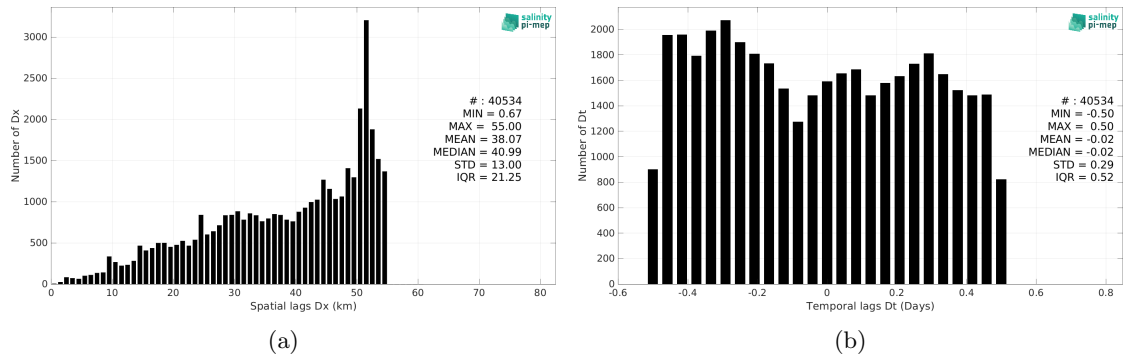 salinity
pi-mep
3000
2500
2000
1500
1000
500
0
Number of Dx
# : 40534
MIN = 0.67
MAX = 55.00
MEAN = 38.07
MEDIAN = 40.99
STD = 13.00
IQR = 21.25
0 10 20 30 40 50 60 70 80
Spatial lags Dx (km)
(a)
salinity
pi-mep
2000
1800
1600
1400
1200
1000
800
600
400
200
0
Number of Dt
# : 40534
MIN = -0.50
MAX = 0.50
MEAN = -0.02
MEDIAN = -0.02
STD = 0.29
IQR = 0.52
-0.6 -0.4 -0.2 0 0.2 0.4 0.6 0.8
Temporal lags Dt (Days)
(b)